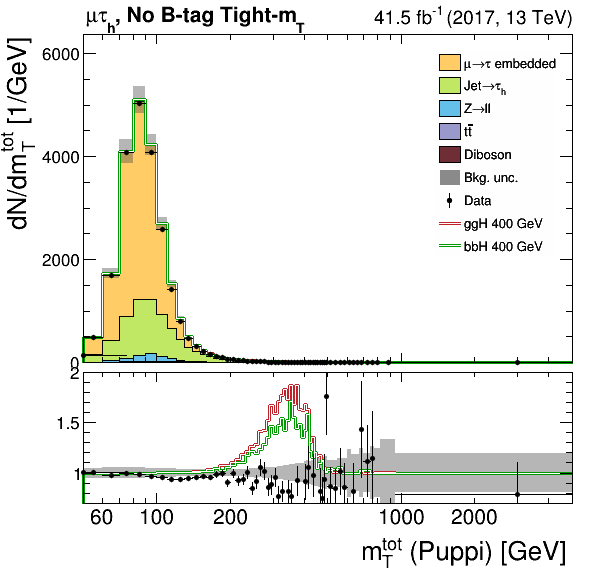 μτh, No B-tag Tight-mT 41.5 fb-1 (2017, 13 TeV)
dN/dmTtot [1/GeV]
6000
4000
2000
0
μ→τ embedded
Jet→τh
Z→ll
tt̄
Diboson
Bkg. unc.
Data
ggH 400 GeV
bbH 400 GeV
2
1.5
1
60 100 200 1000 2000
mTtot (Puppi) [GeV]